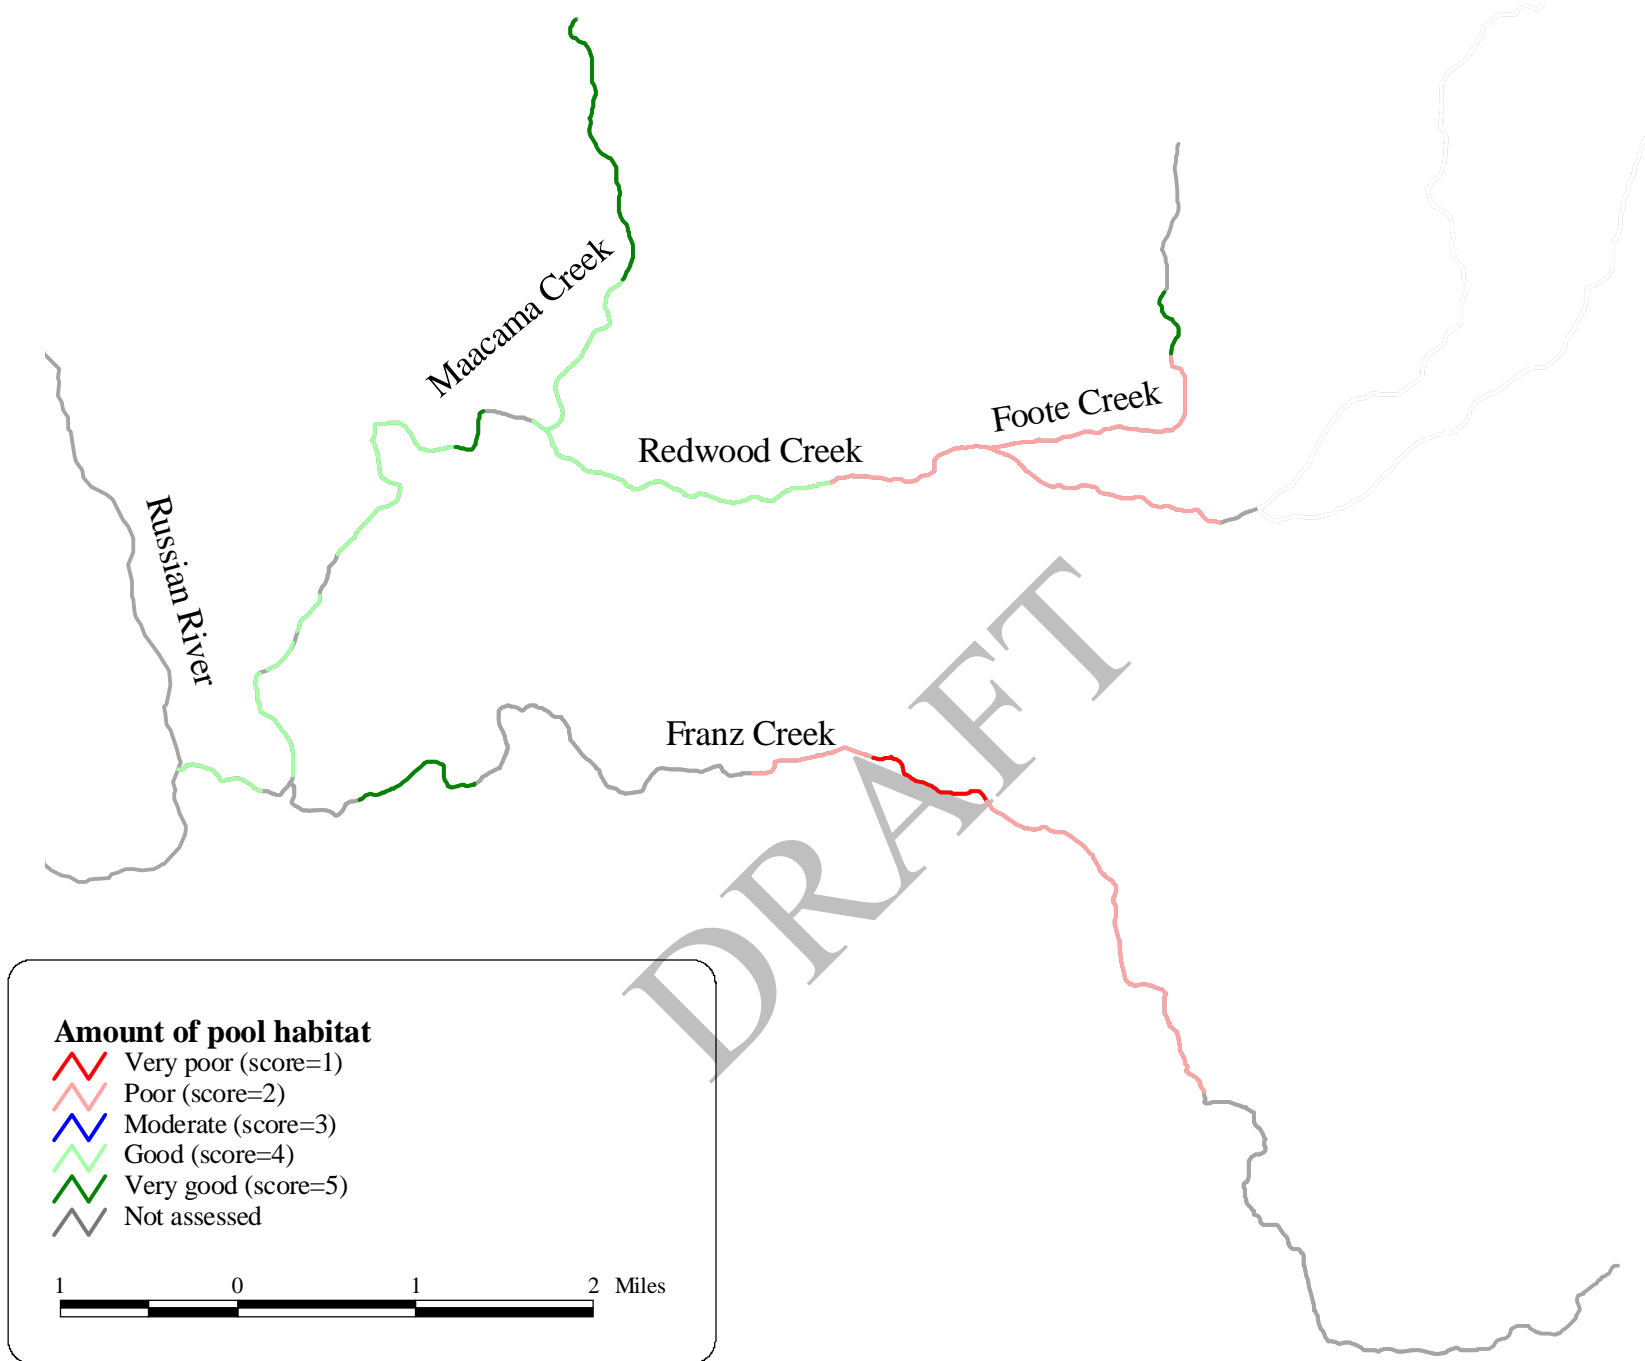 Maacama Creek
Foote Creek
Redwood Creek
Russian River
Franz Creek
DRAFT
Amount of pool habitat
Very poor (score=1)
Poor (score=2)
Moderate (score=3)
Good (score=4)
Very good (score=5)
Not assessed
1 0 1 2 Miles